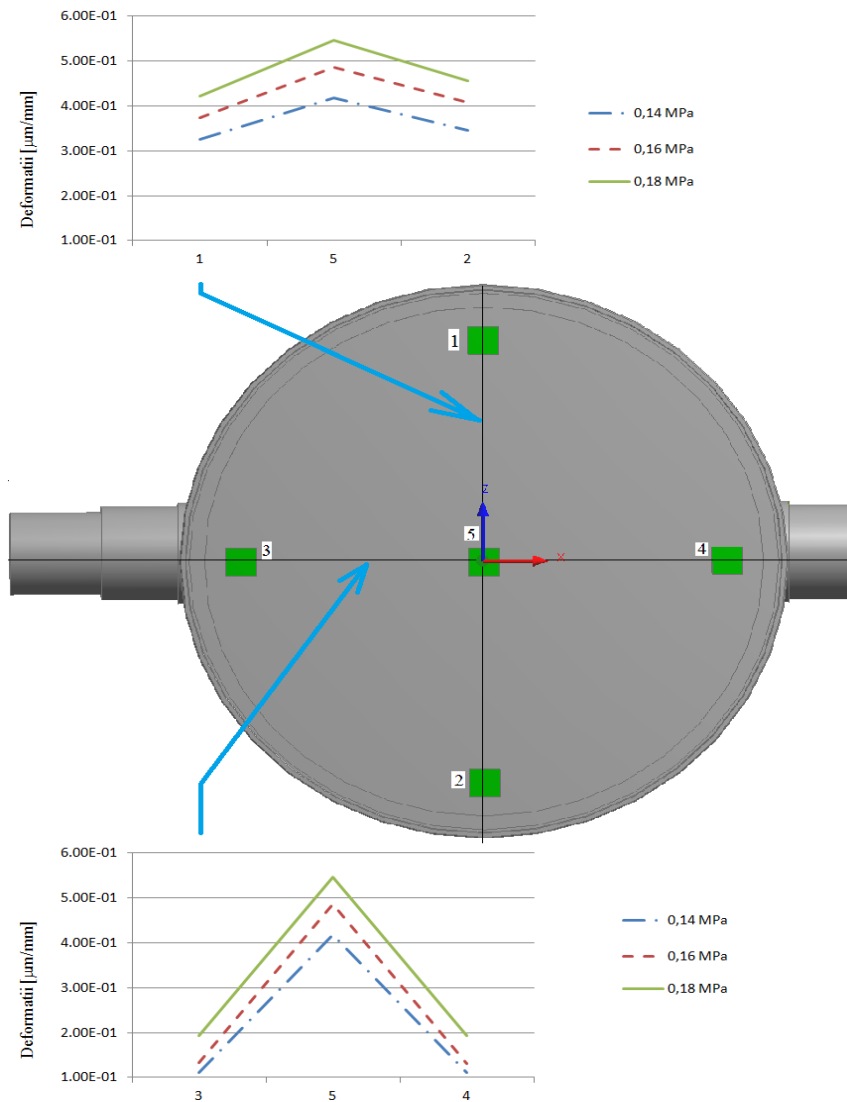 6.00E-01
5.00E-01
4.00E-01
3.00E-01
2.00E-01
1.00E-01
Deformatii [µm/mm]
1 5 2
0,14 MPa
0,16 MPa
0,18 MPa
1
Z
5
X
3
4
2
6.00E-01
5.00E-01
4.00E-01
3.00E-01
2.00E-01
1.00E-01
Deformatii [µm/mm]
3 5 4
0,14 MPa
0,16 MPa
0,18 MPa